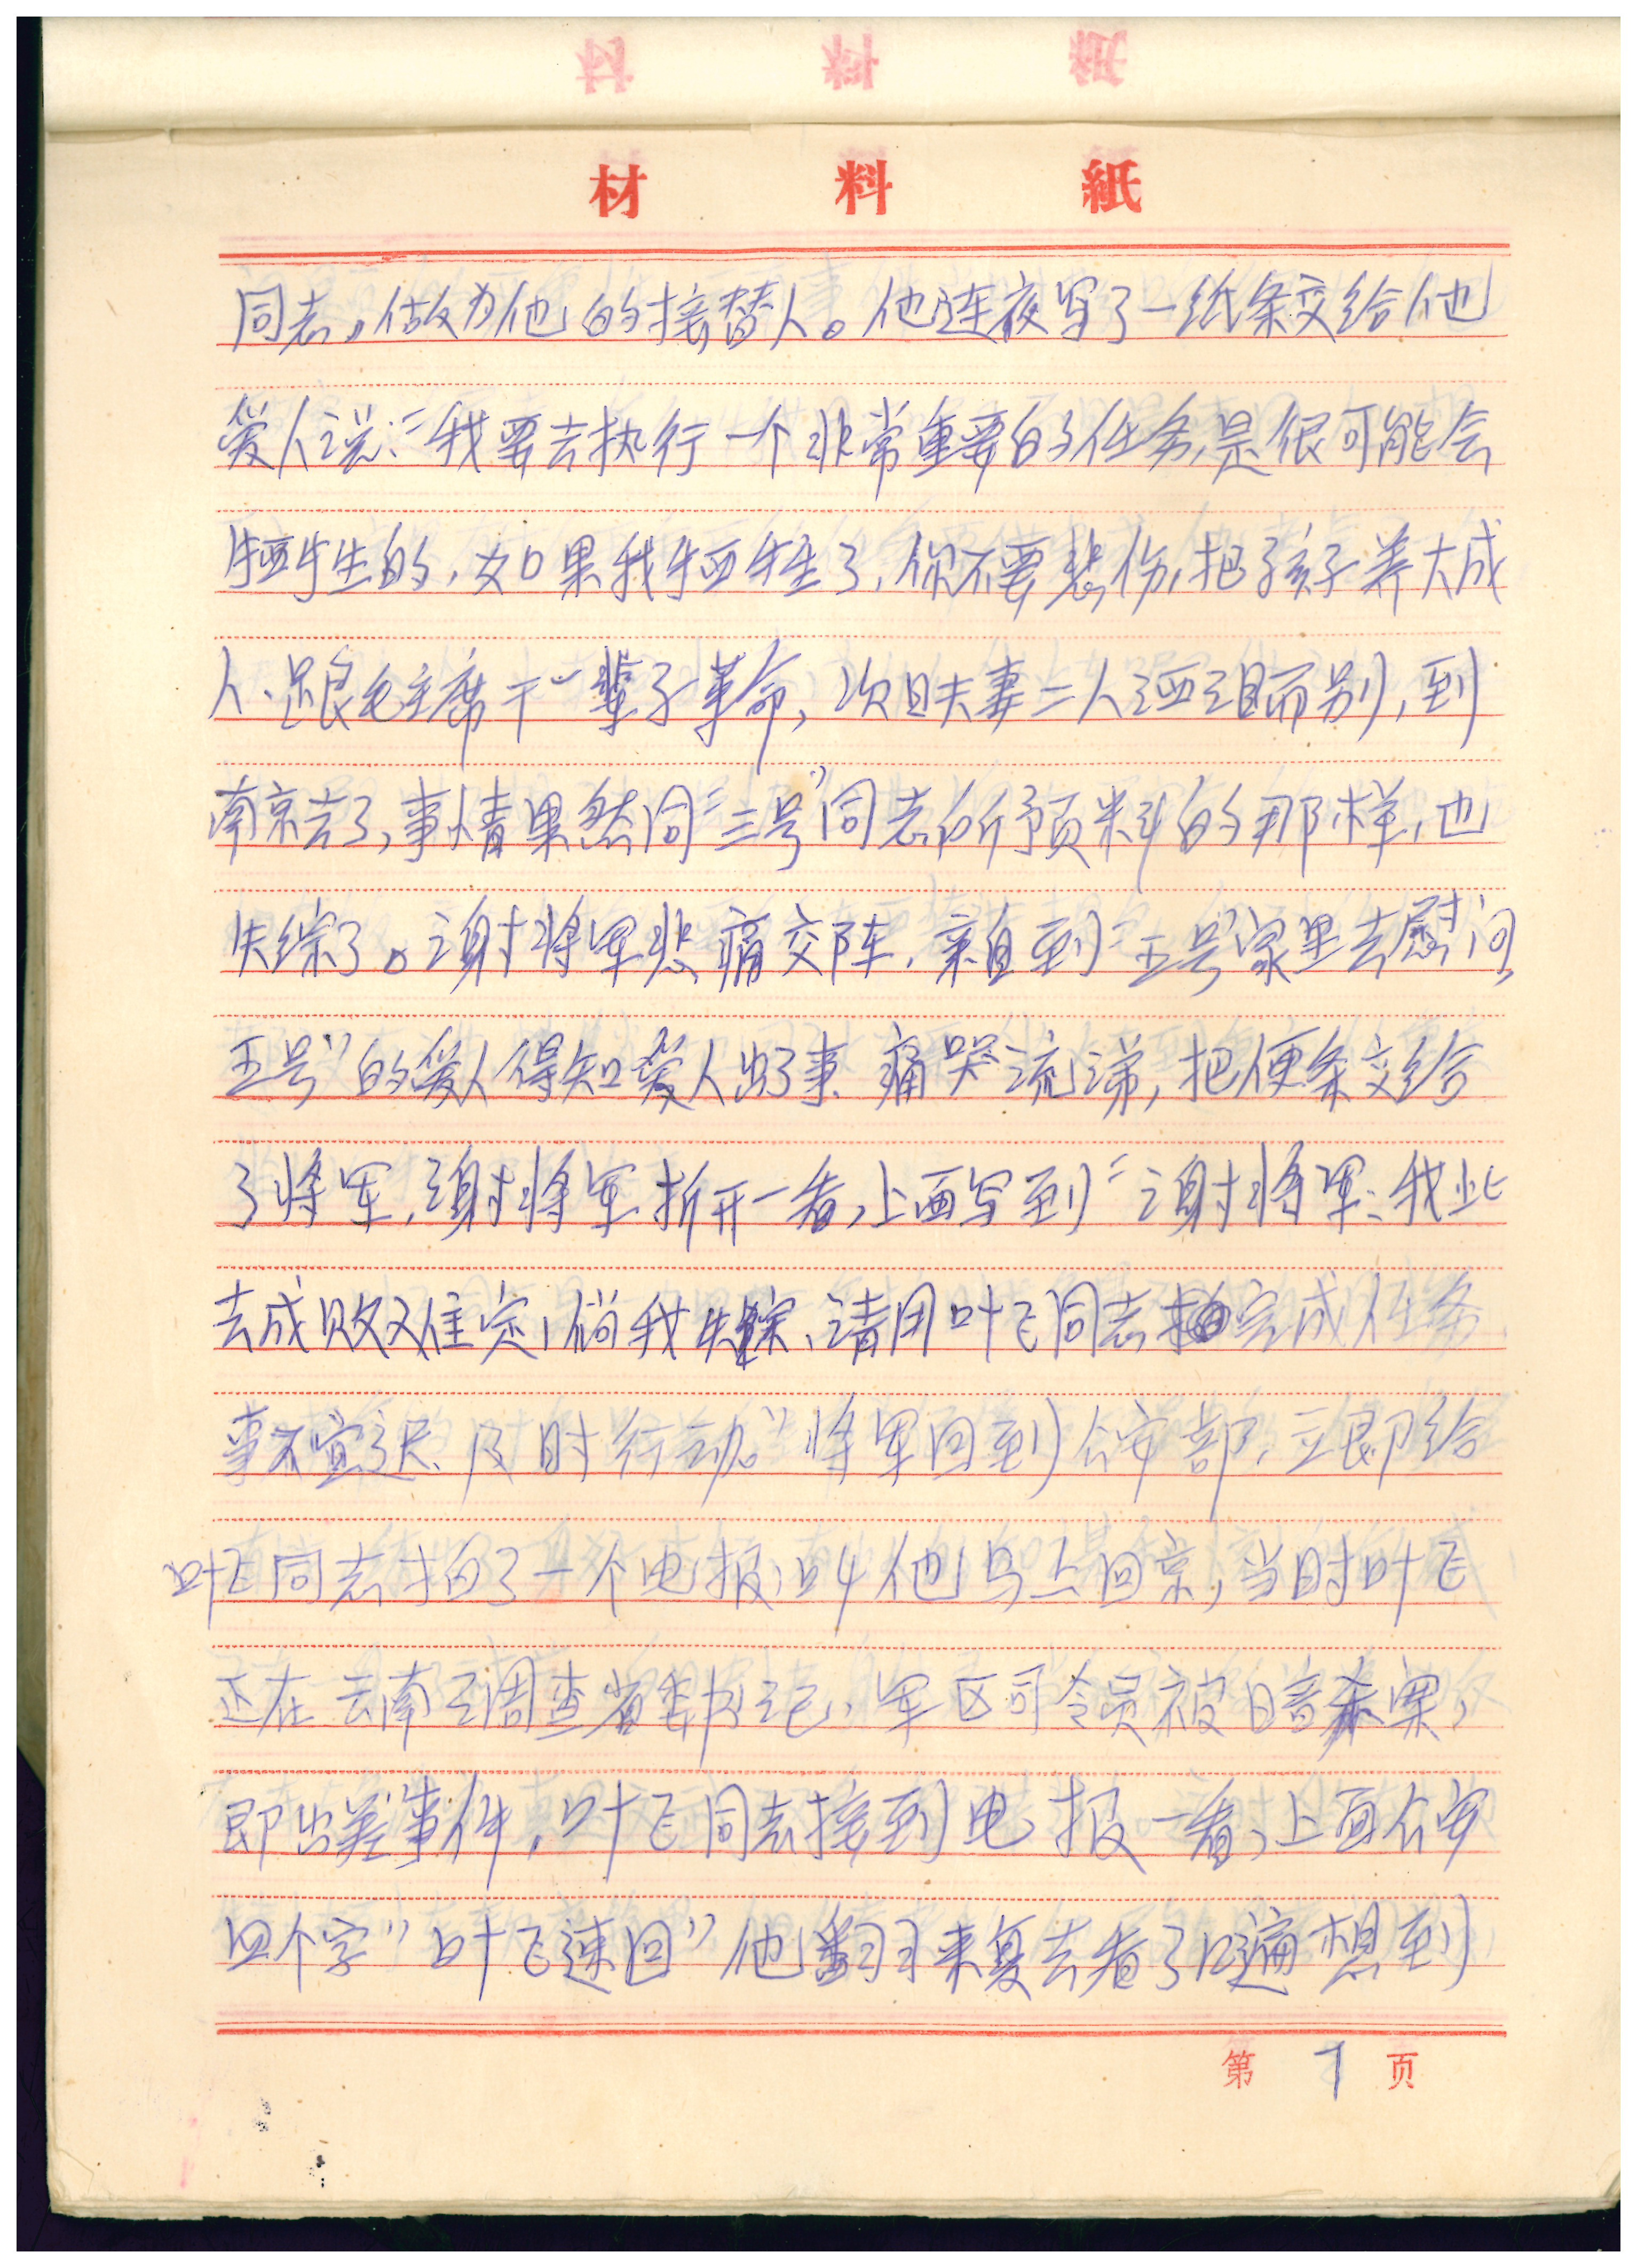 材料紙
同志，做为他的接替人。他连夜写了一纸条交给他
爱人说：“我要去执行一个非常重要的任务，是很可能会
牺牲的，如果我牺牲了，你不要悲伤，把孩子养大成
人、跟毛主席干一辈子革命，次日夫妻二人洒泪而别，到
南京去了，事情果然同“三号”同志所预料的那样，也
失综了。谢将军悲痛交阵，亲自到“五号”家里去慰问，
五号”的爱人得知爱人出了事、痛哭流涕，把便条交给
了将军，谢将军折开一看，上面写到“谢将军：我此
去成败难定，倘我失踪、请用叶飞同志 完成任务
事不宜迟、及时行动”将军回到公安部，立即给
叶飞同志拍了一个电报，叫他马上回京，当时叶飞
还在云南调查省委书记、军区司令员被暗杀案，
即出差事件，叶飞同志接到电报一看，上面公安
四个字“叶飞速回”他翻来复去看了几遍想到
第 7 页